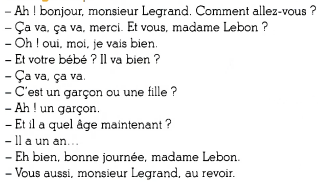 – Ah ! bonjour, monsieur Legrand. Comment allez-vous ?
– Ça va, ça va, merci. Et vous, madame Lebon ?
– Oh ! oui, moi, je vais bien.
– Et votre bébé ? Il va bien ?
– Ça va, ça va.
– C'est un garçon ou une fille ?
– Ah ! un garçon.
– Et il a quel âge maintenant ?
– Il a un an...
– Eh bien, bonne journée, madame Lebon.
– Vous aussi, monsieur Legrand, au revoir.